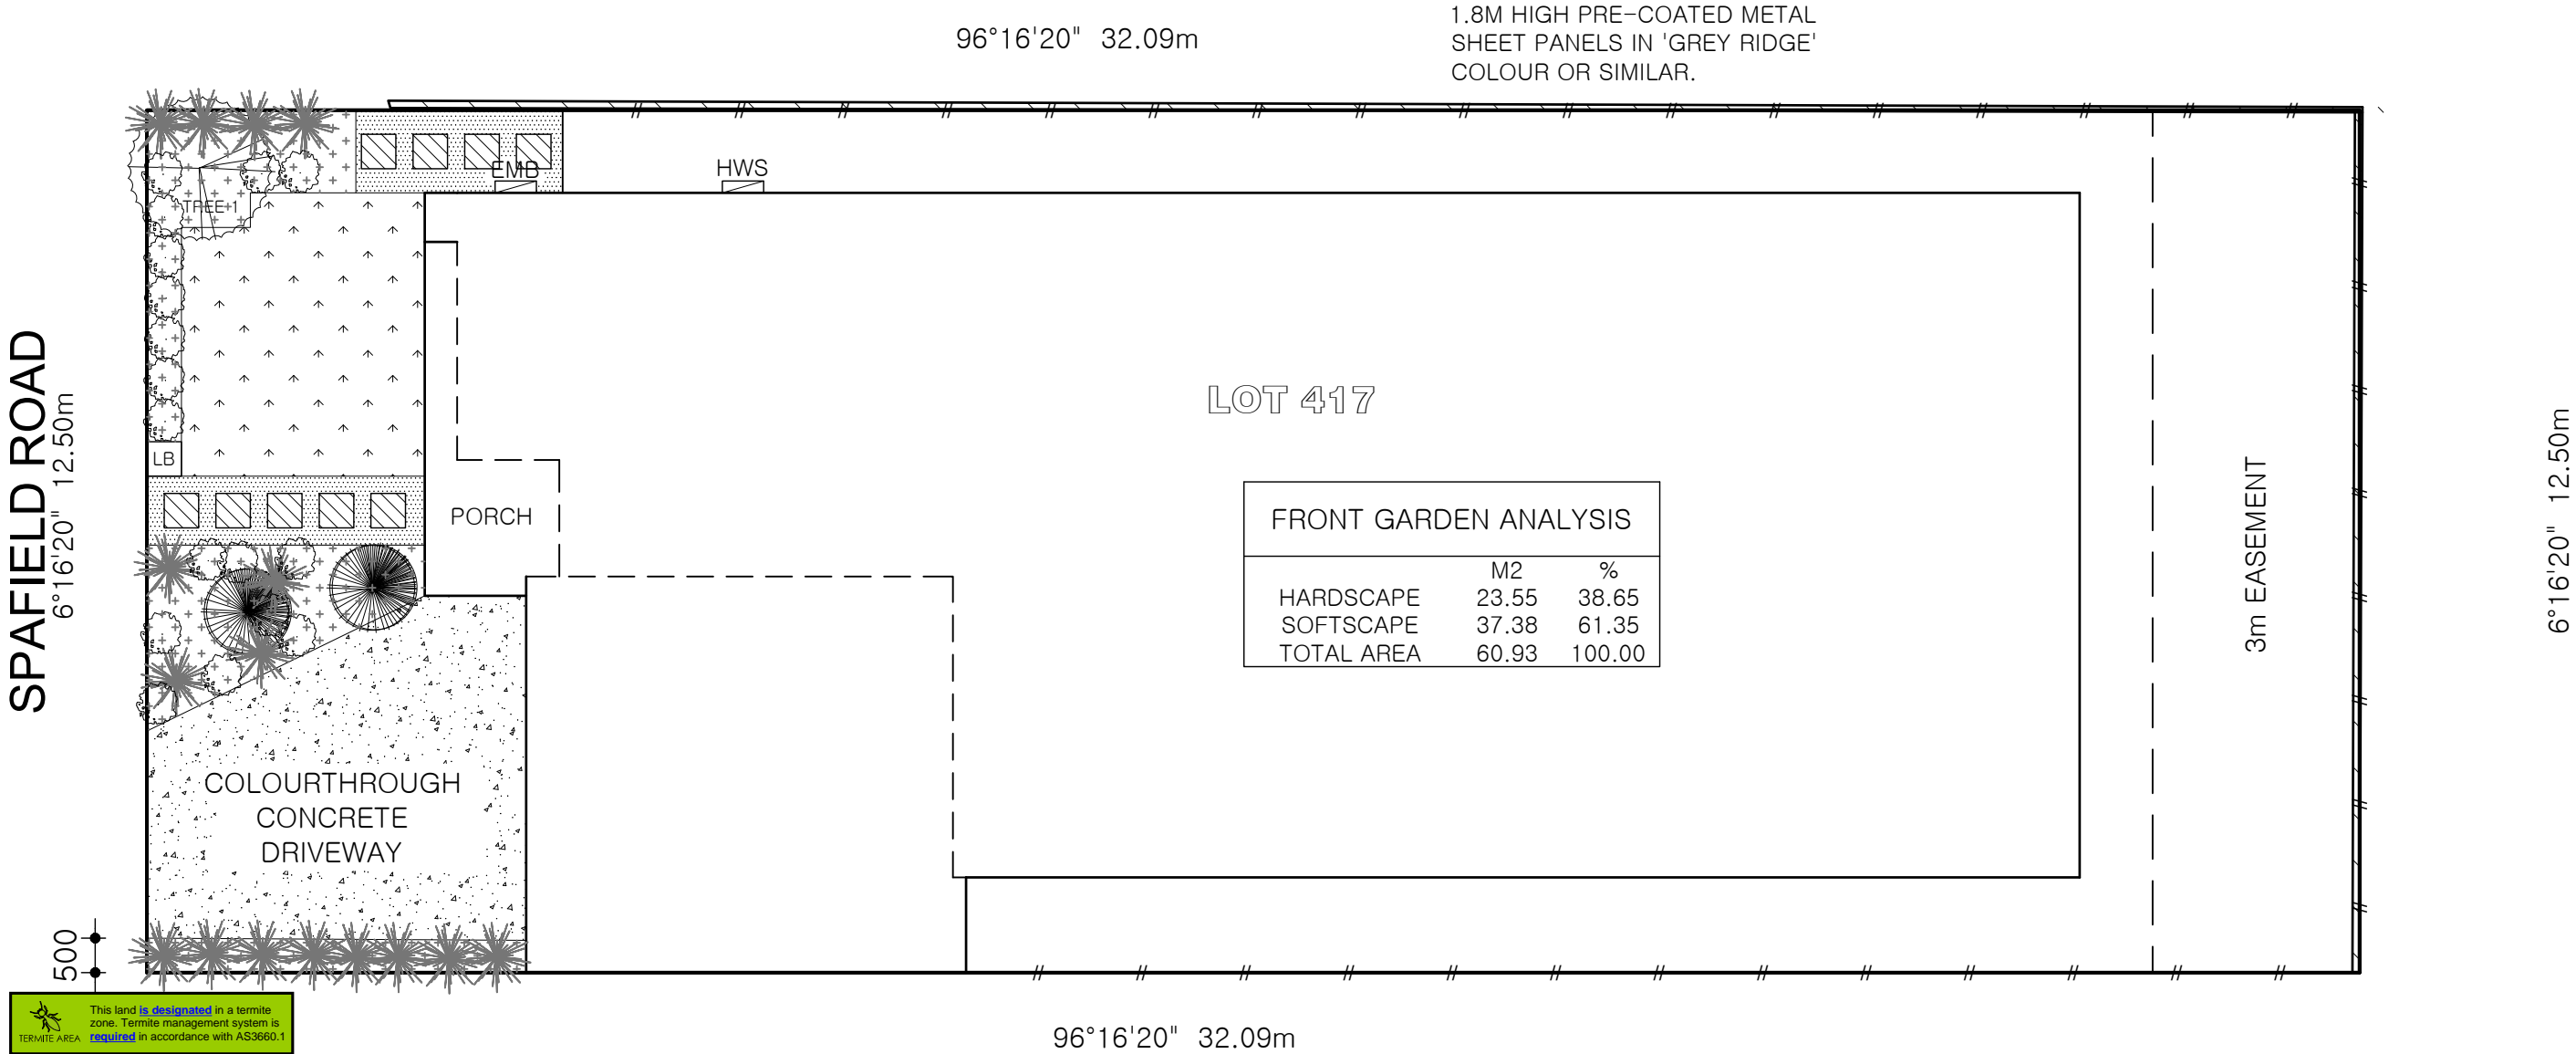 1.8M HIGH PRE-COATED METAL
SHEET PANELS IN 'GREY RIDGE'
COLOUR OR SIMILAR.
96°16'20" 32.09m
EMB
HWS
TREE 1
SPAFIELD ROAD
6°16'20" 12.50m
LB
PORCH
LOT 417
FRONT GARDEN ANALYSIS
M2 %
HARDSCAPE 23.55 38.65
SOFTSCAPE 37.38 61.35
TOTAL AREA 60.93 100.00
3m EASEMENT
6°16'20" 12.50m
COLOURTHROUGH
CONCRETE
DRIVEWAY
500
TERMITE AREA
This land is designated in a termite
zone. Termite management system is
required in accordance with AS3660.1
96°16'20" 32.09m